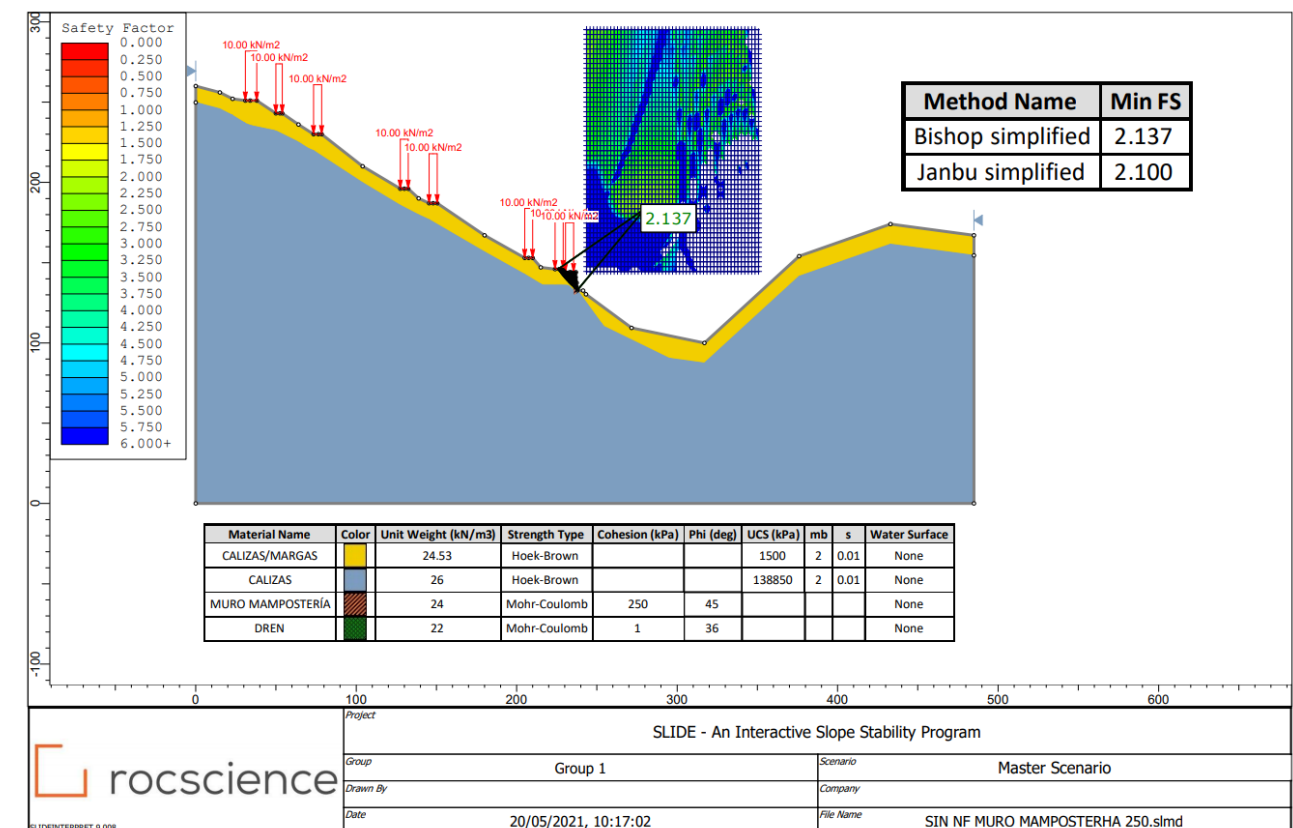 Safety Factor
0.000
0.250
0.500
0.750
1.000
1.250
1.500
1.750
2.000
2.250
2.500
2.750
3.000
3.250
3.500
3.750
4.000
4.250
4.500
4.750
5.000
5.250
5.500
5.750
6.000+
10.00 kN/m2
10.00 kN/m2
10.00 kN/m2
10.00 kN/m2
10.00 kN/m2
10.00 kN/m2
10.00 kN/m2
2.137
Method Name Min FS
Bishop simplified 2.137
Janbu simplified 2.100
300
200
100
0
-100
Material Name Color Unit Weight (kN/m3) Strength Type Cohesion (kPa) Phi (deg) UCS (kPa) mb s Water Surface
CALIZAS/MARGAS 24.53 Hoek-Brown 1500 2 0.01 None
CALIZAS 26 Hoek-Brown 138850 2 0.01 None
MURO MAMPOSTERÍA 24 Mohr-Coulomb 250 45 None
DREN 22 Mohr-Coulomb 1 36 None
0 100 200 300 400 500 600
rocscience
SLIDEINTERPRET 9.008
Project
SLIDE - An Interactive Slope Stability Program
Group Group 1 Scenario Master Scenario
Drawn By Company
Date 20/05/2021, 10:17:02 File Name SIN NF MURO MAMPOSTERHA 250.slmd